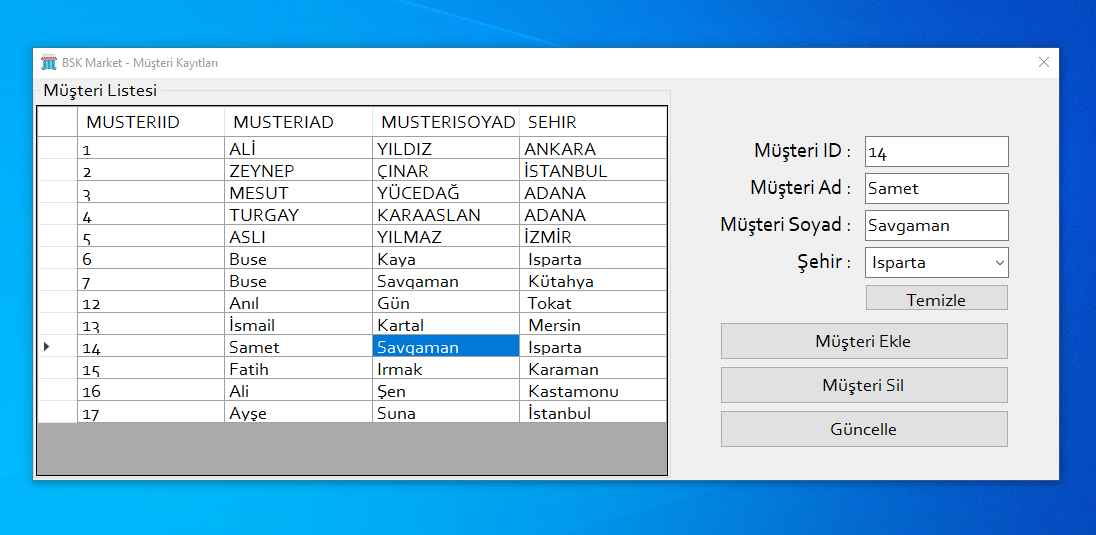 BSK Market - Müşteri Kayıtları
Müşteri Listesi
MUSTERIID MUSTERIAD MUSTERISOYAD SEHIR
1 ALİ YILDIZ ANKARA
2 ZEYNEP ÇINAR İSTANBUL
3 MESUT YÜCEDAĞ ADANA
4 TURGAY KARAASLAN ADANA
5 ASLI YILMAZ İZMİR
6 Buse Kaya Isparta
7 Buse Savgaman Kütahya
12 Anıl Gün Tokat
13 İsmail Kartal Mersin
14 Samet Savgaman Isparta
15 Fatih Irmak Karaman
16 Ali Şen Kastamonu
17 Ayşe Suna İstanbul
Müşteri ID : 14
Müşteri Ad : Samet
Müşteri Soyad : Savgaman
Şehir : Isparta
Temizle
Müşteri Ekle
Müşteri Sil
Güncelle